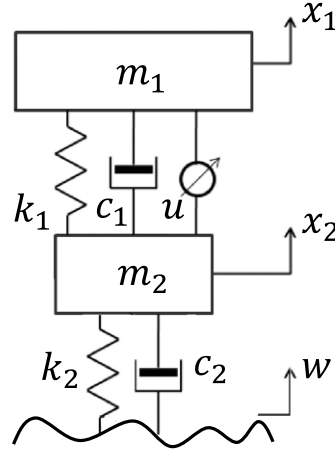 x₁
m₁
k₁ c₁ u
x₂
m₂
k₂ c₂ w